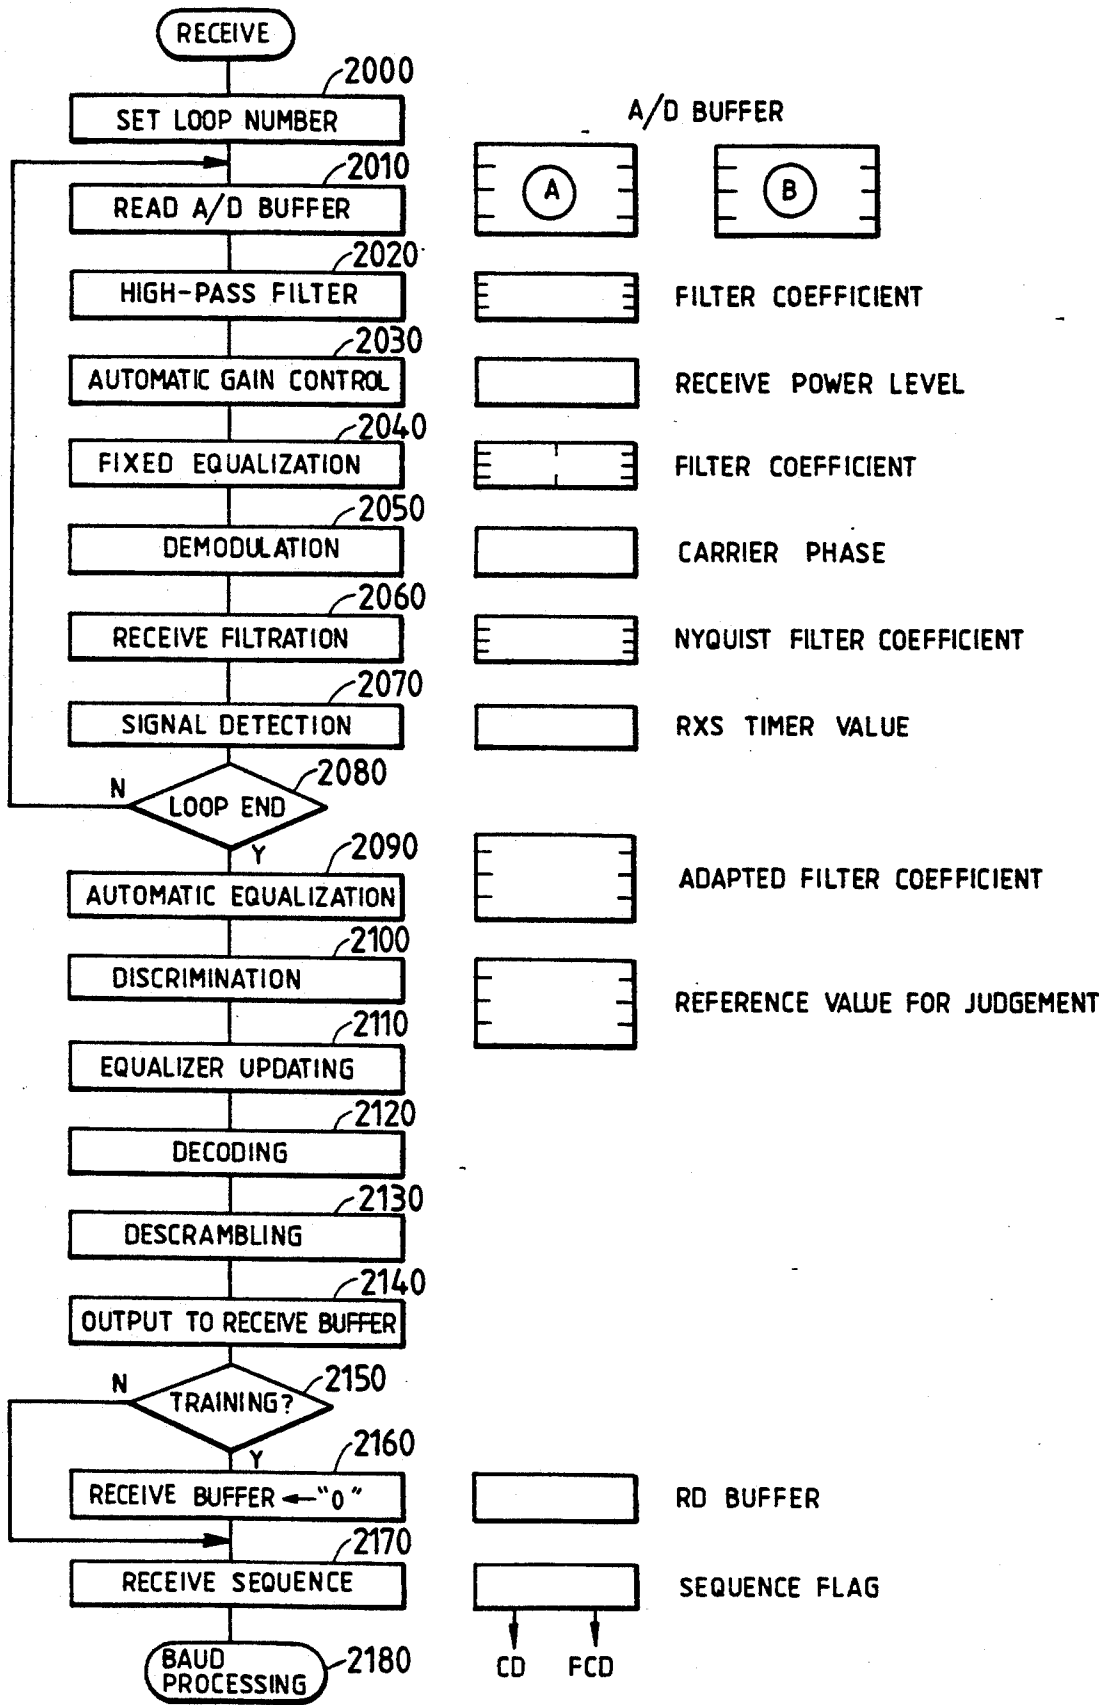 RECEIVE
2000
SET LOOP NUMBER
A/D BUFFER
2010
READ A/D BUFFER
A
B
2020
HIGH-PASS FILTER
FILTER COEFFICIENT
2030
AUTOMATIC GAIN CONTROL
RECEIVE POWER LEVEL
2040
FIXED EQUALIZATION
FILTER COEFFICIENT
2050
DEMODULATION
CARRIER PHASE
2060
RECEIVE FILTRATION
NYQUIST FILTER COEFFICIENT
2070
SIGNAL DETECTION
RXS TIMER VALUE
2080
N
LOOP END
Y
2090
AUTOMATIC EQUALIZATION
ADAPTED FILTER COEFFICIENT
2100
DISCRIMINATION
REFERENCE VALUE FOR JUDGEMENT
2110
EQUALIZER UPDATING
2120
DECODING
2130
DESCRAMBLING
2140
OUTPUT TO RECEIVE BUFFER
N
TRAINING?
2150
Y
2160
RECEIVE BUFFER ← "0"
RD BUFFER
2170
RECEIVE SEQUENCE
SEQUENCE FLAG
BAUD
PROCESSING
2180
CD
FCD